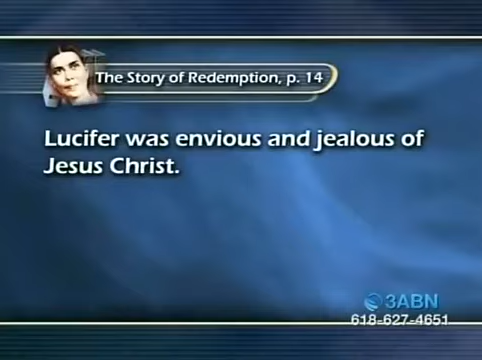 The Story of Redemption, p. 14
Lucifer was envious and jealous of
Jesus Christ.
3ABN
618-627-4651